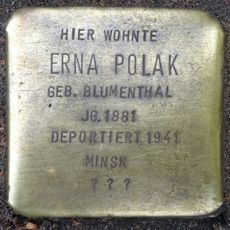 HIER WOHNTE
ERNA POLAK
GEB. BLUMENTHAL
JG. 1881
DEPORTIERT 1941
MINSK
? ? ?